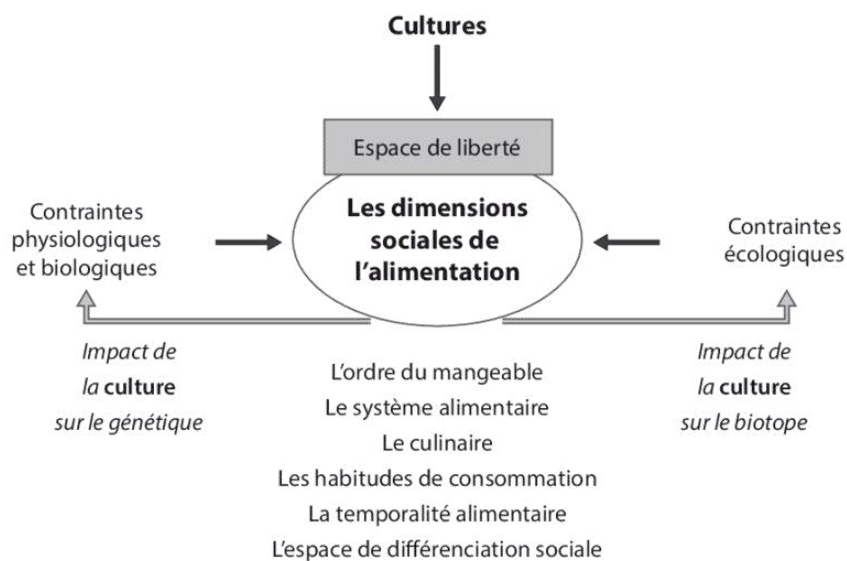 Cultures
Espace de liberté
Les dimensions
sociales de
l'alimentation
Contraintes
physiologiques
et biologiques
Contraintes
écologiques
Impact de
la culture
sur le génétique
Impact de
la culture
sur le biotope
L'ordre du mangeable
Le système alimentaire
Le culinaire
Les habitudes de consommation
La temporalité alimentaire
L'espace de différenciation sociale